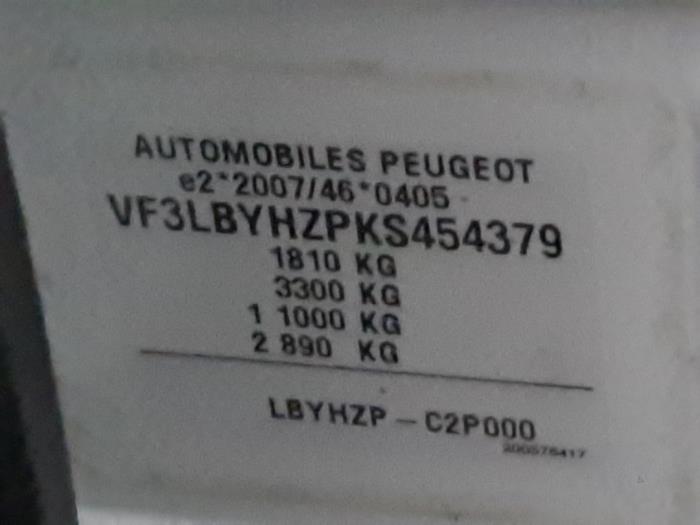 AUTOMOBILES PEUGEOT
e2*2007/46*0405
VF3LBYHZPKS454379
1810 KG
3300 KG
1 1000 KG
2 890 KG
LBYHZP – C2P000